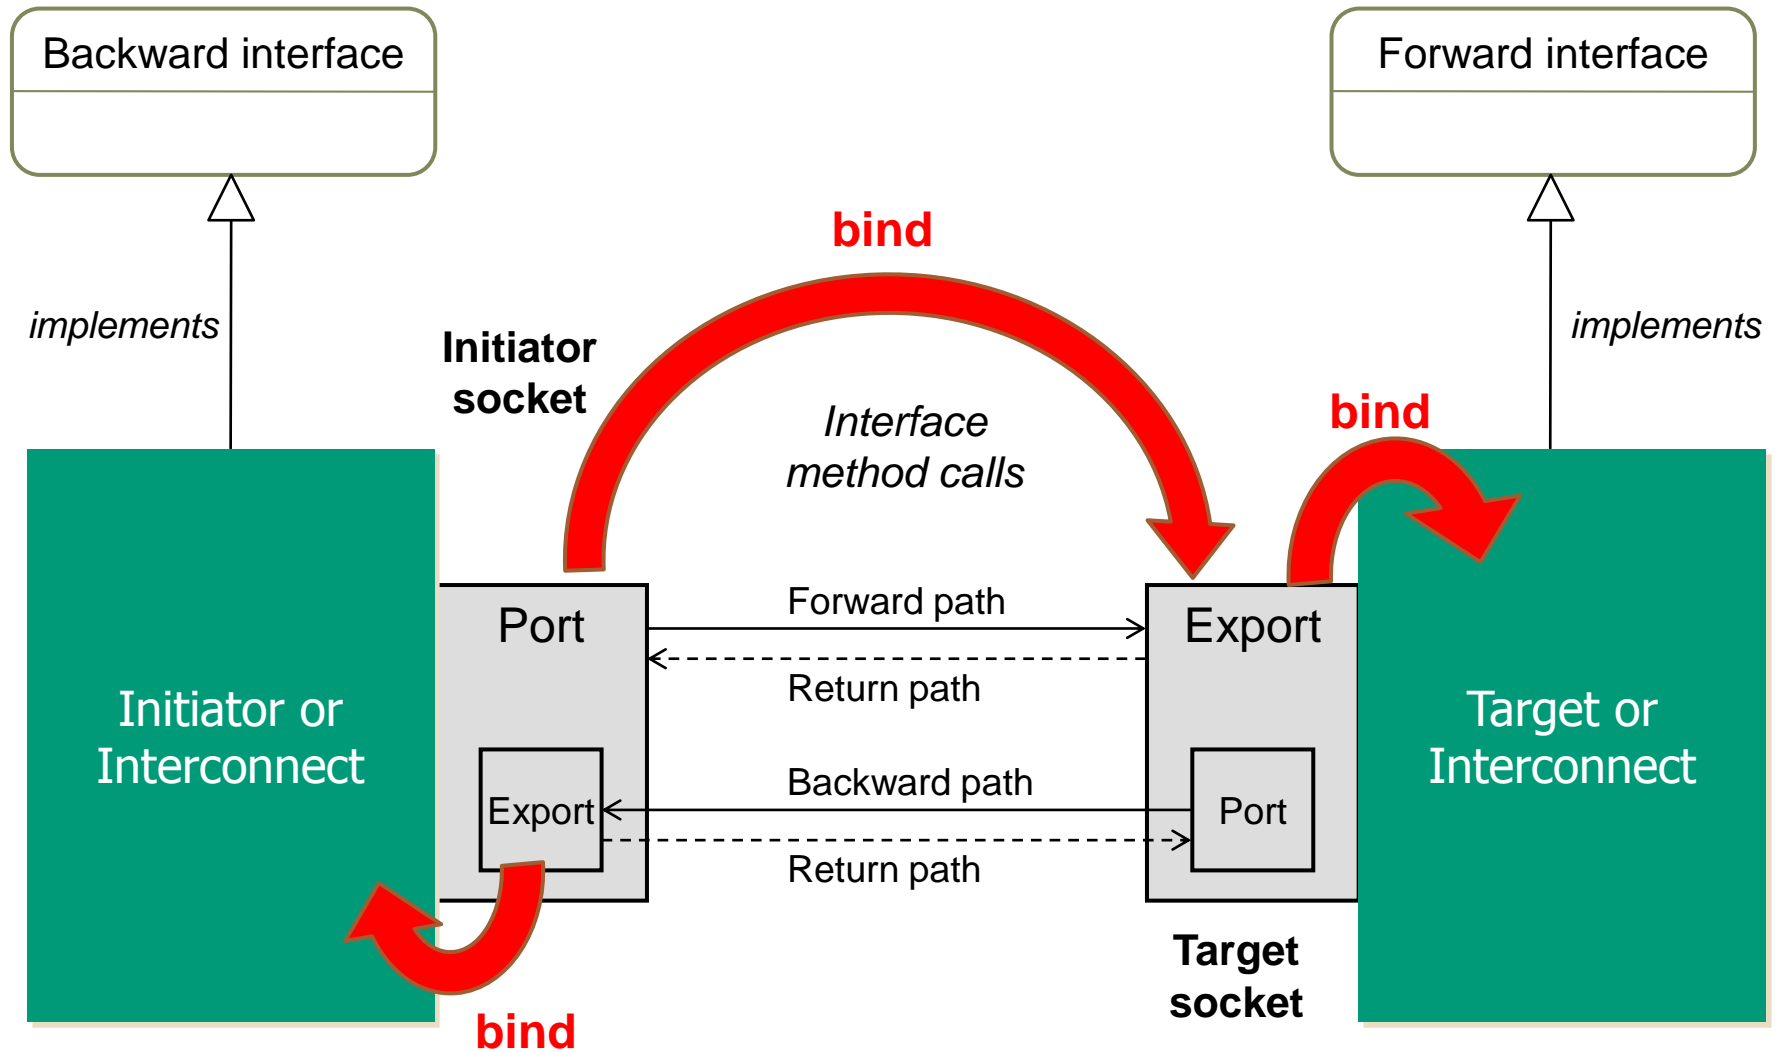 Backward interface
Forward interface
bind
implements
implements
Initiator
socket
Interface
method calls
bind
Port
Forward path
Export
Return path
Initiator or
Interconnect
Target or
Interconnect
Export
Backward path
Port
Return path
Target
socket
bind